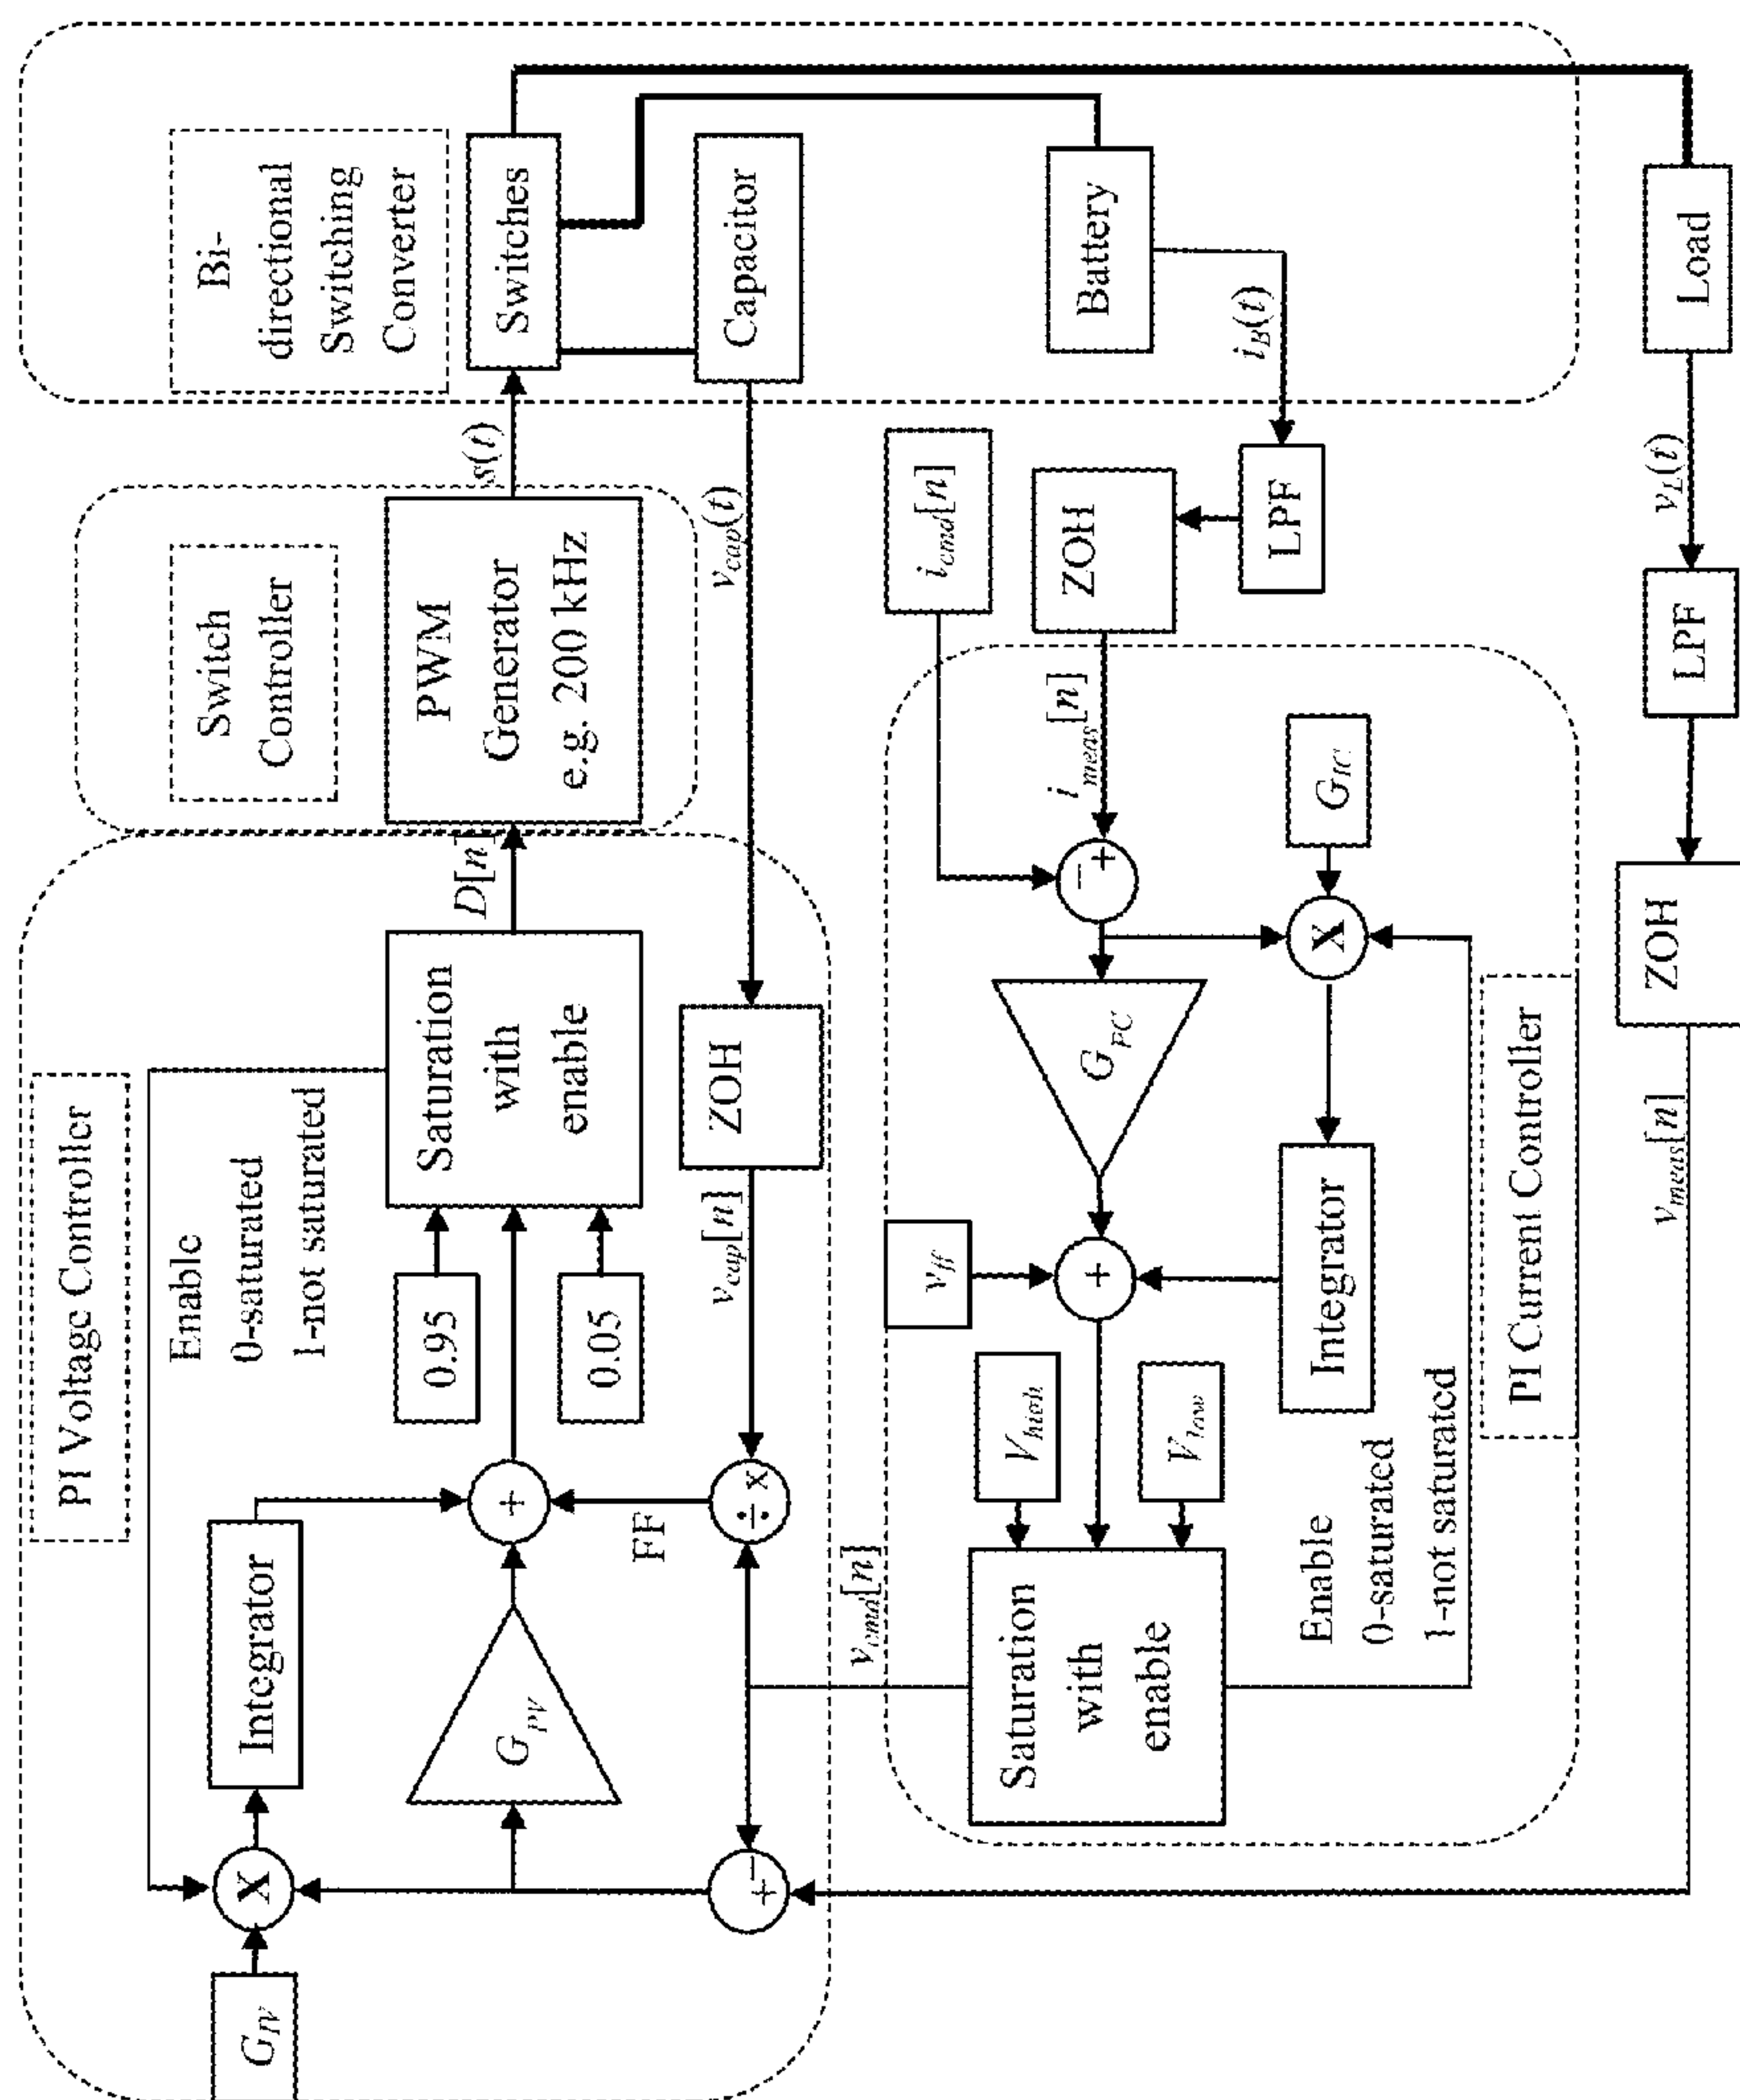 PI Voltage Controller
G_IV
X
Integrator
Enable
0-saturated
1-not saturated
G_PV
+
0.95
0.05
Saturation
with
enable
D[n]
FF
÷ x
v_cap[n]
ZOH
+ -
Switch
Controller
PWM
Generator
e.g. 200 kHz
s(t)
v_cap(t)
Bi-
directional
Switching
Converter
Switches
Capacitor
Battery
i_B(t)
LPF
ZOH
i_cmd[n]
i_meas[n]
- +
G_PC
G_IC
X
Integrator
v_ff
+
V_high
V_low
Saturation
with
enable
v_cmd[n]
Enable
0-saturated
1-not saturated
PI Current Controller
Load
v_L(t)
LPF
ZOH
v_meas[n]